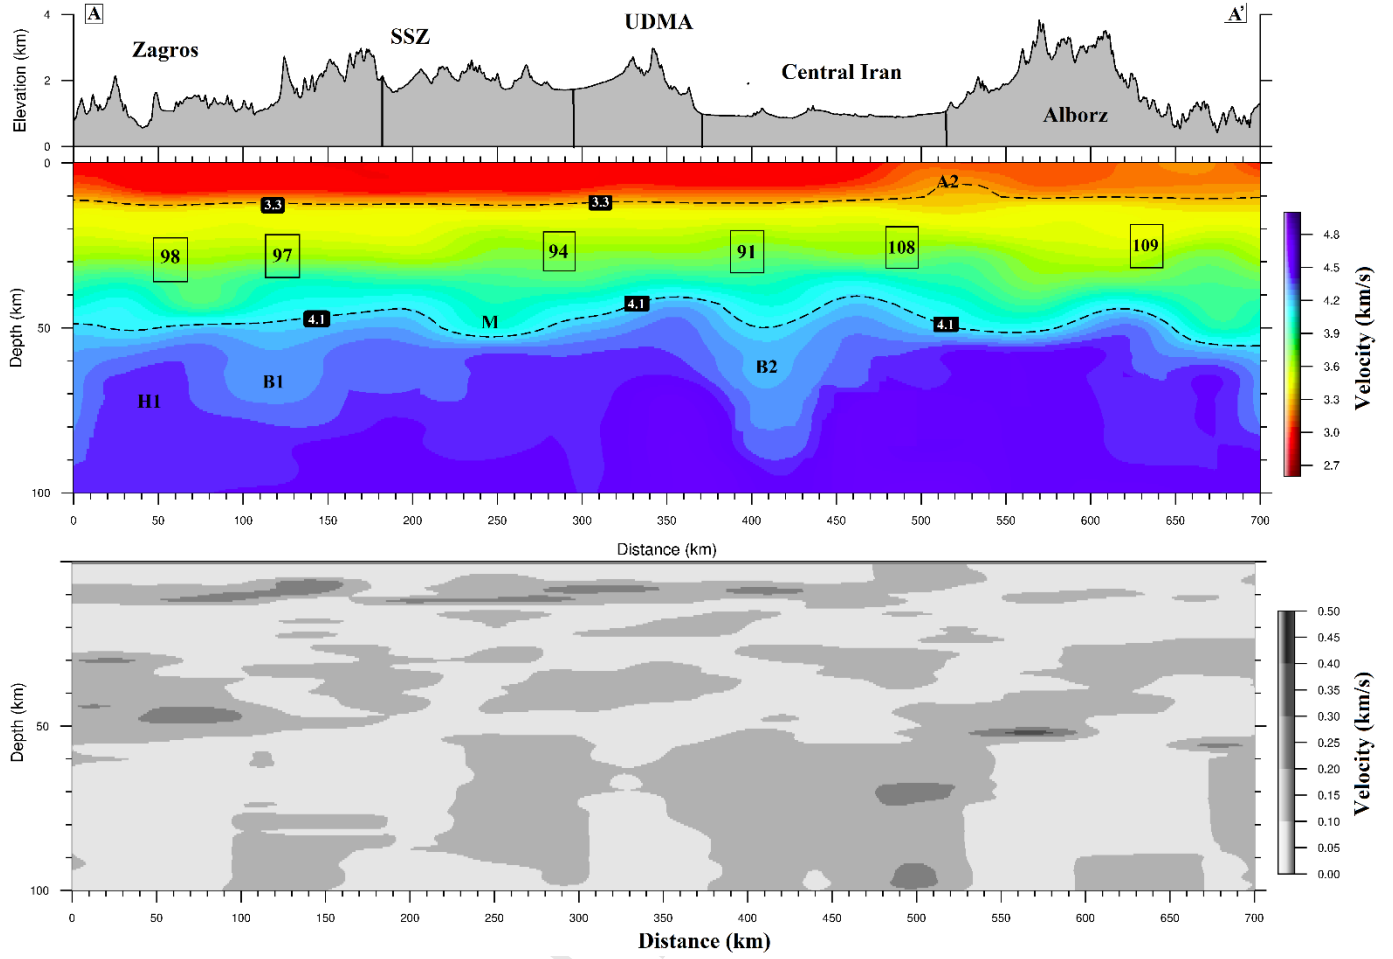 A
A'
Zagros
SSZ
UDMA
Central Iran
Alborz
Elevation (km)
4
2
0
A2
3.3
3.3
98
97
94
91
108
109
4.1
4.1
4.1
M
B1
B2
H1
Depth (km)
0
50
100
0 50 100 150 200 250 300 350 400 450 500 550 600 650 700
Distance (km)
4.8
4.5
4.2
3.9
3.6
3.3
3.0
2.7
Velocity (km/s)
Depth (km)
0
50
100
0 50 100 150 200 250 300 350 400 450 500 550 600 650 700
Distance (km)
0.50
0.45
0.40
0.35
0.30
0.25
0.20
0.15
0.10
0.05
0.00
Velocity (km/s)